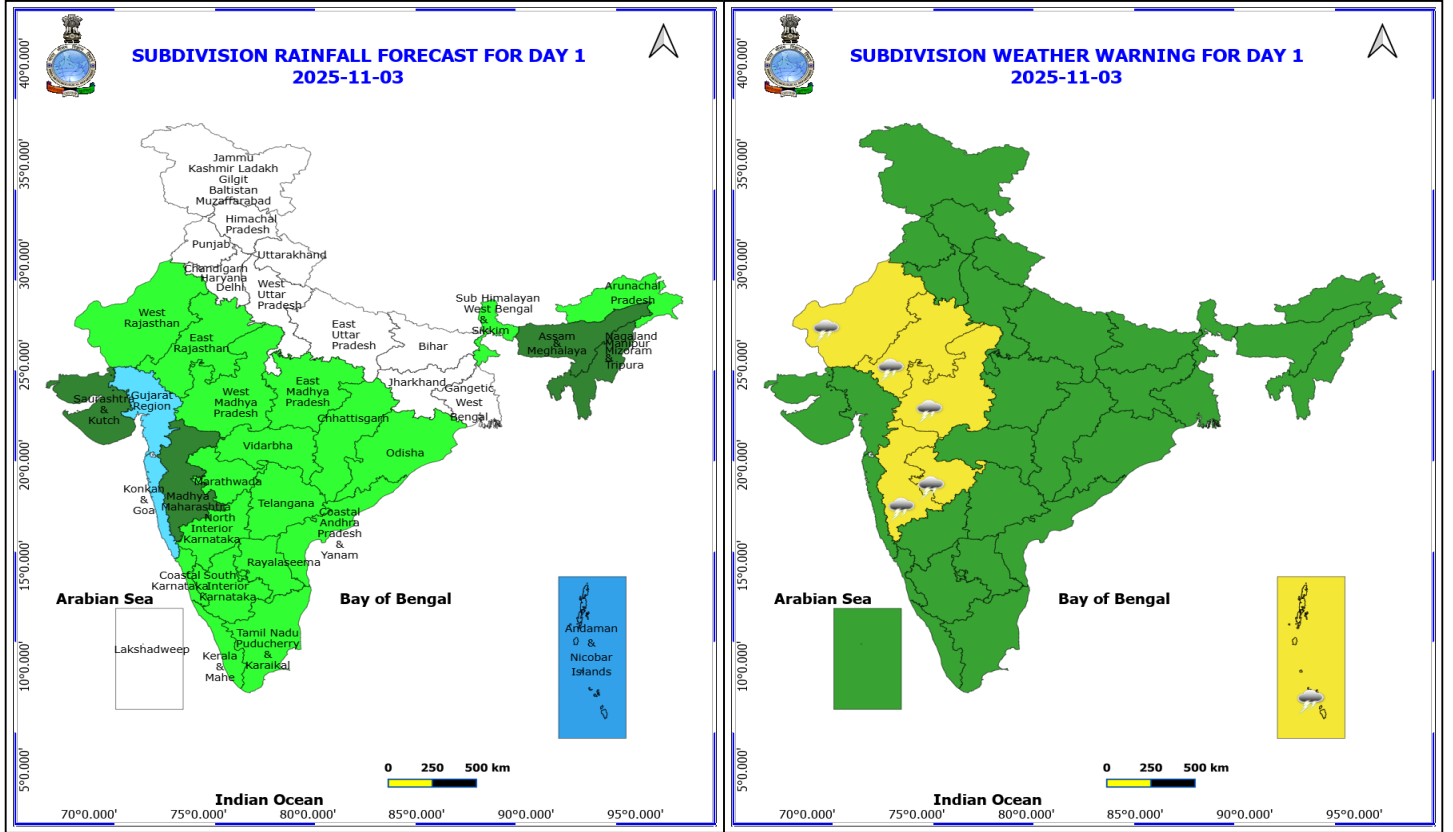 SUBDIVISION RAINFALL FORECAST FOR DAY 1
2025-11-03
40°0.000'
35°0.000'
30°0.000'
25°0.000'
20°0.000'
15°0.000'
10°0.000'
5°0.000'
Jammu
Kashmir Ladakh
Gilgit
Baltistan
Muzaffarabad
Himachal
Pradesh
Punjab
Uttarakhand
Chandigarh
Haryana
Delhi
West
Uttar
Pradesh
West
Rajasthan
East
Rajasthan
East
Uttar
Pradesh
Bihar
Sub Himalayan
West Bengal
&
Sikkim
Arunachal
Pradesh
Assam
&
Meghalaya
Nagaland
Manipur
Mizoram
&
Tripura
Jharkhand
Gangetic
West
Bengal
Saurashtra
&
Kutch
Gujarat
Region
West
Madhya
Pradesh
East
Madhya
Pradesh
Chhattisgarh
Vidarbha
Odisha
Konkan
&
Goa
Madhya
Maharashtra
Marathwada
Telangana
North
Interior
Karnataka
Coastal
Andhra
Pradesh
&
Yanam
Rayalaseema
Coastal
Karnataka
South
Interior
Karnataka
Arabian Sea
Bay of Bengal
Lakshadweep
Kerala
&
Mahe
Tamil Nadu
Puducherry
&
Karaikal
Andaman
&
Nicobar
Islands
0 250 500 km
Indian Ocean
70°0.000' 75°0.000' 80°0.000' 85°0.000' 90°0.000' 95°0.000'
SUBDIVISION WEATHER WARNING FOR DAY 1
2025-11-03
40°0.000'
35°0.000'
30°0.000'
25°0.000'
20°0.000'
15°0.000'
10°0.000'
5°0.000'
Arabian Sea
Bay of Bengal
0 250 500 km
Indian Ocean
70°0.000' 75°0.000' 80°0.000' 85°0.000' 90°0.000' 95°0.000'